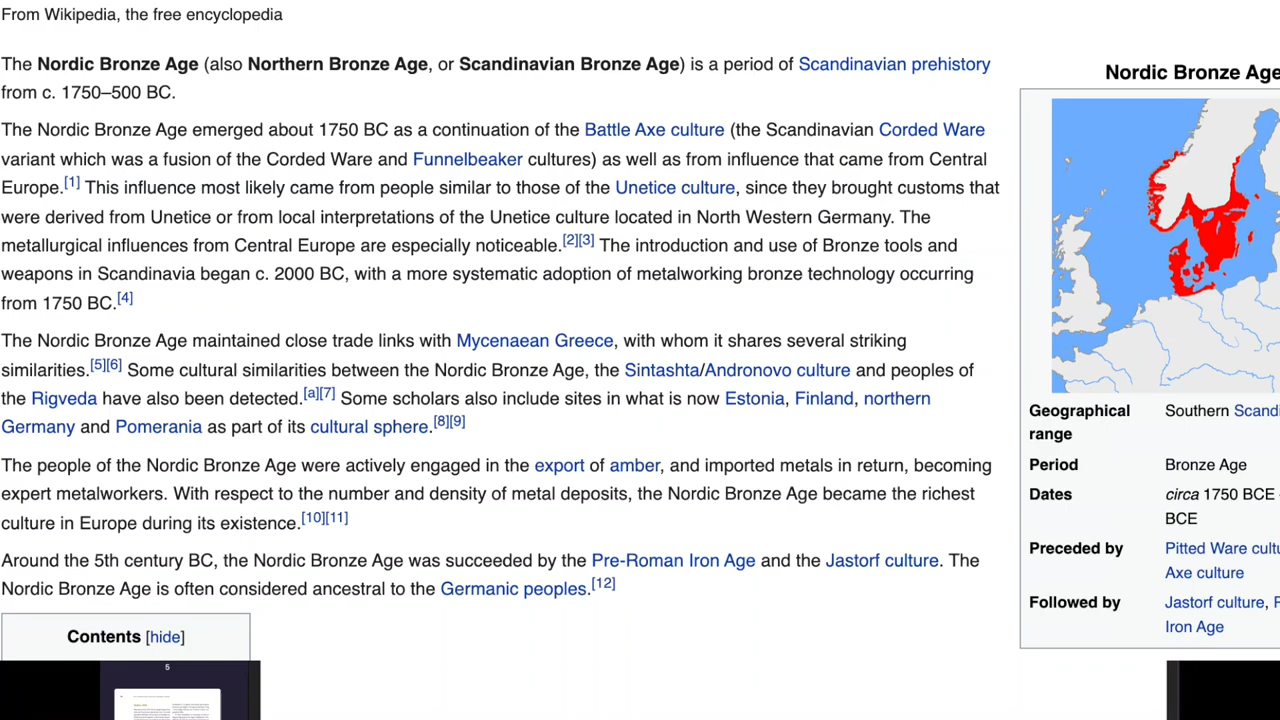 From Wikipedia, the free encyclopedia
The Nordic Bronze Age (also Northern Bronze Age, or Scandinavian Bronze Age) is a period of Scandinavian prehistory
from c. 1750–500 BC.
The Nordic Bronze Age emerged about 1750 BC as a continuation of the Battle Axe culture (the Scandinavian Corded Ware
variant which was a fusion of the Corded Ware and Funnelbeaker cultures) as well as from influence that came from Central
Europe.[1] This influence most likely came from people similar to those of the Unetice culture, since they brought customs that
were derived from Unetice or from local interpretations of the Unetice culture located in North Western Germany. The
metallurgical influences from Central Europe are especially noticeable.[2][3] The introduction and use of Bronze tools and
weapons in Scandinavia began c. 2000 BC, with a more systematic adoption of metalworking bronze technology occurring
from 1750 BC.[4]
The Nordic Bronze Age maintained close trade links with Mycenaean Greece, with whom it shares several striking
similarities.[5][6] Some cultural similarities between the Nordic Bronze Age, the Sintashta/Andronovo culture and peoples of
the Rigveda have also been detected.[a][7] Some scholars also include sites in what is now Estonia, Finland, northern
Germany and Pomerania as part of its cultural sphere.[8][9]
The people of the Nordic Bronze Age were actively engaged in the export of amber, and imported metals in return, becoming
expert metalworkers. With respect to the number and density of metal deposits, the Nordic Bronze Age became the richest
culture in Europe during its existence.[10][11]
Around the 5th century BC, the Nordic Bronze Age was succeeded by the Pre-Roman Iron Age and the Jastorf culture. The
Nordic Bronze Age is often considered ancestral to the Germanic peoples.[12]
Contents [hide]
5
Nordic Bronze Age
Geographical range Southern Scandi
Period Bronze Age
Dates circa 1750 BCE
BCE
Preceded by Pitted Ware cultu
Axe culture
Followed by Jastorf culture,
Iron Age